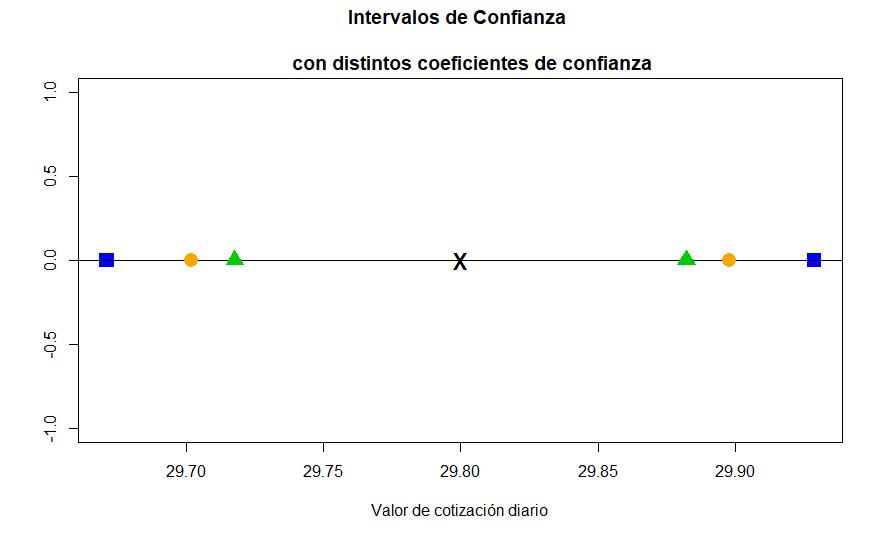 Intervalos de Confianza
con distintos coeficientes de confianza
1.0
0.5
0.0
-0.5
-1.0
X
29.70 29.75 29.80 29.85 29.90
Valor de cotización diario